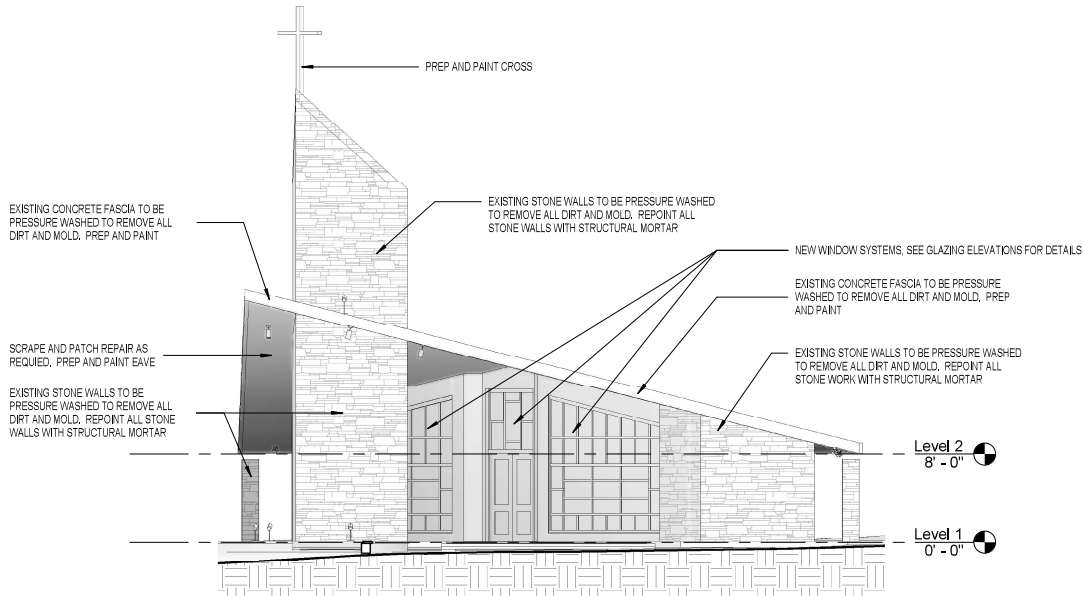 PREP AND PAINT CROSS
EXISTING CONCRETE FASCIA TO BE
PRESSURE WASHED TO REMOVE ALL
DIRT AND MOLD. PREP AND PAINT
EXISTING STONE WALLS TO BE PRESSURE WASHED
TO REMOVE ALL DIRT AND MOLD. REPOINT ALL
STONE WALLS WITH STRUCTURAL MORTAR
NEW WINDOW SYSTEMS, SEE GLAZING ELEVATIONS FOR DETAILS
EXISTING CONCRETE FASCIA TO BE PRESSURE
WASHED TO REMOVE ALL DIRT AND MOLD. PREP
AND PAINT
SCRAPE AND PATCH REPAIR AS
REQUIED. PREP AND PAINT EAVE
EXISTING STONE WALLS TO BE PRESSURE WASHED
TO REMOVE ALL DIRT AND MOLD. REPOINT ALL
STONE WORK WITH STRUCTURAL MORTAR
EXISTING STONE WALLS TO BE
PRESSURE WASHED TO REMOVE ALL
DIRT AND MOLD. REPOINT ALL STONE
WALLS WITH STRUCTURAL MORTAR
Level 2
8' - 0"
Level 1
0' - 0"